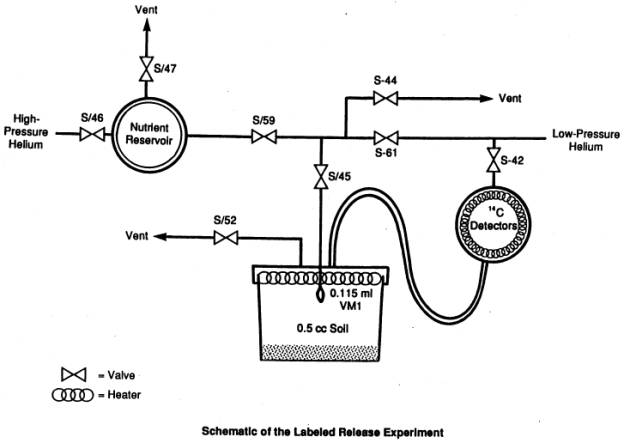 Vent
S/47
S-44
Vent
High-
Pressure
Helium
S/46
Nutrient
Reservoir
S/59
S-61
Low-Pressure
Helium
S-42
S/45
14C
Detectors
S/52
Vent
0.115 ml
VM1
0.5 cc Soil
= Valve
= Heater
Schematic of the Labeled Release Experiment